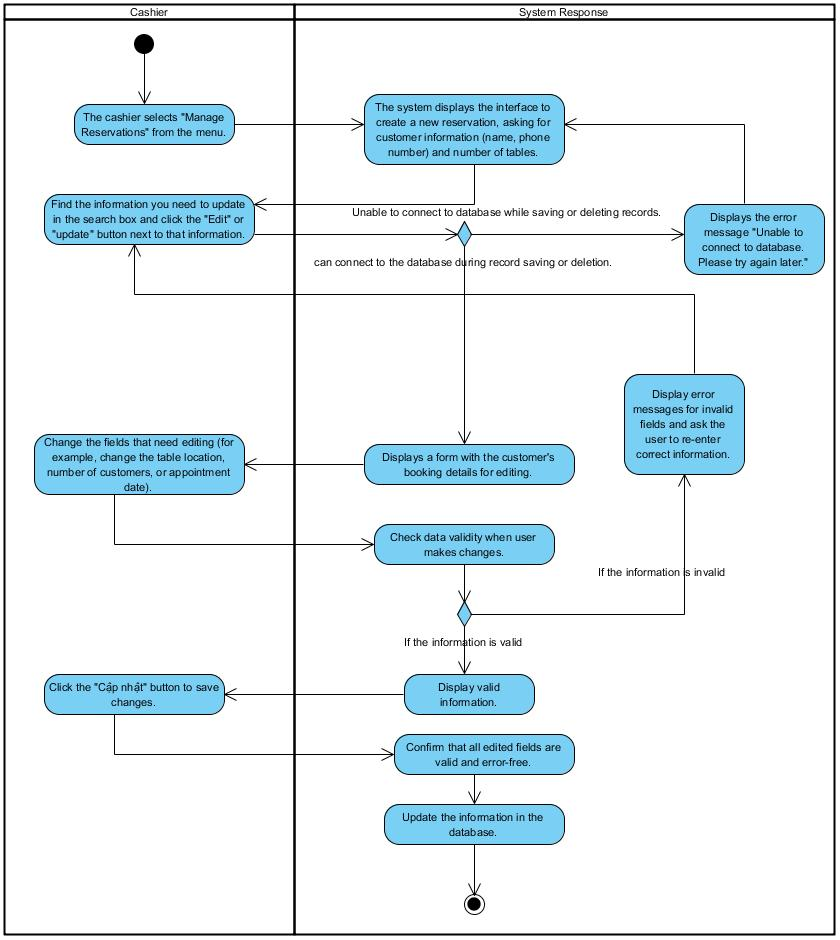 Cashier
System Response
The cashier selects "Manage
Reservations" from the menu.
The system displays the interface to
create a new reservation, asking for
customer information (name, phone
number) and number of tables.
Find the information you need to update
in the search box and click the "Edit" or
"update" button next to that information.
Unable to connect to database while saving or deleting records.
Displays the error
message "Unable to
connect to database.
Please try again later."
can connect to the database during record saving or deletion.
Display error
messages for invalid
fields and ask the
user to re-enter
correct information.
Change the fields that need editing (for
example, change the table location,
number of customers, or appointment
date).
Displays a form with the customer's
booking details for editing.
Check data validity when user
makes changes.
If the information is invalid
If the information is valid
Click the "Cập nhật" button to save
changes.
Display valid
information.
Confirm that all edited fields are
valid and error-free.
Update the information in the
database.